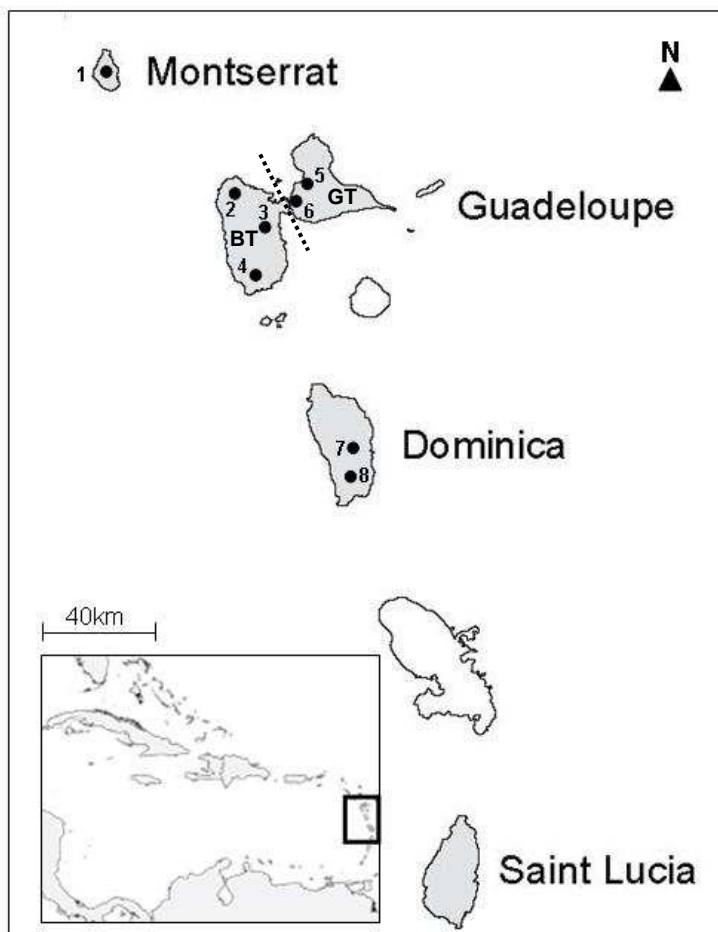 N
1 Montserrat
5
2 GT
6
3
BT
4
Guadeloupe
7
8
Dominica
40km
Saint Lucia